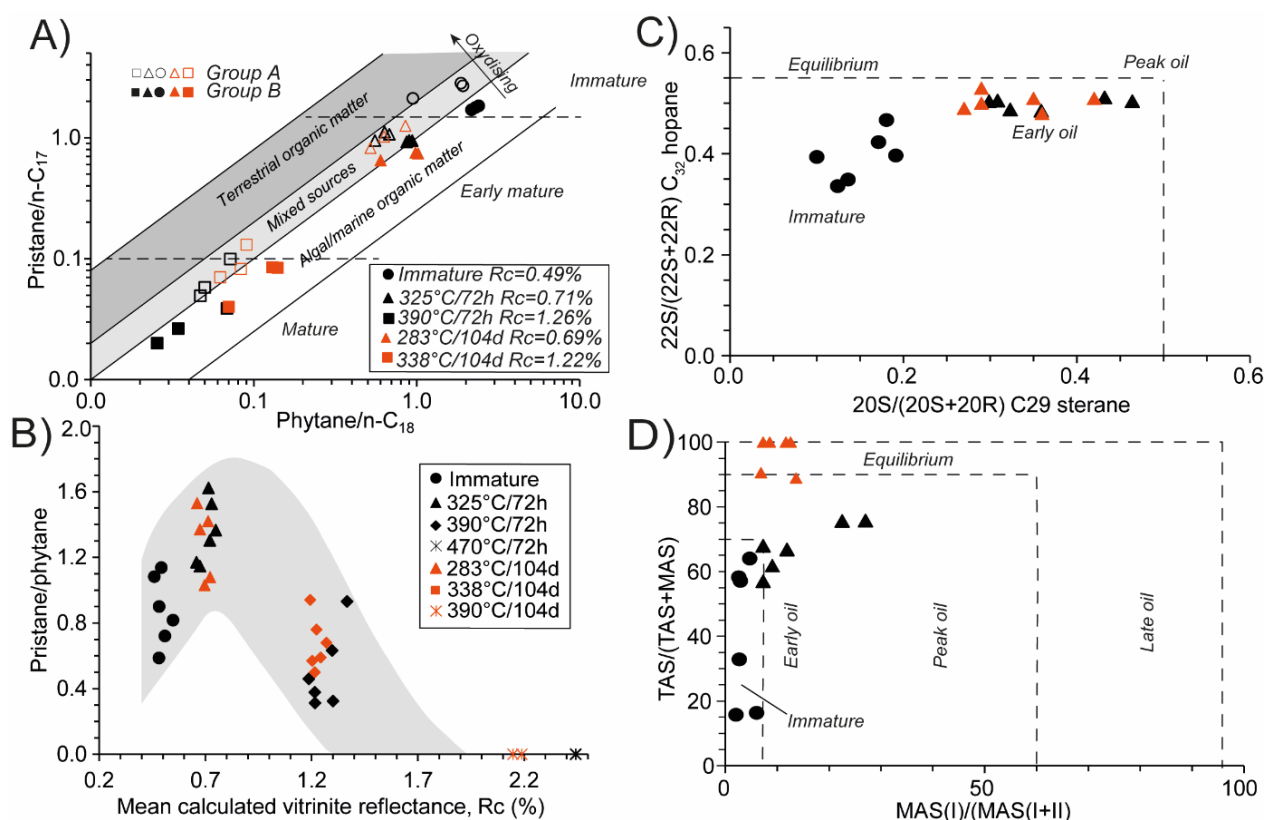 A)
Group A
Group B
Oxydising
Immature
Terrestrial organic matter
Mixed sources
Algal/marine organic matter
Early mature
Mature
1.0
0.1
0.0
Pristane/n-C17
Immature Rc=0.49%
325°C/72h Rc=0.71%
390°C/72h Rc=1.26%
283°C/104d Rc=0.69%
338°C/104d Rc=1.22%
0.0 0.1 1.0 10.0
Phytane/n-C18
C)
Equilibrium
Peak oil
Early oil
Immature
0.6
0.4
0.2
0.0
22S/(22S+22R) C32 hopane
0.0 0.2 0.4 0.6
20S/(20S+20R) C29 sterane
B)
2.0
1.6
1.2
0.8
0.4
0.0
Pristane/phytane
Immature
325°C/72h
390°C/72h
470°C/72h
283°C/104d
338°C/104d
390°C/104d
0.2 0.7 1.2 1.7 2.2
Mean calculated vitrinite reflectance, Rc (%)
D)
100
80
60
40
20
0
TAS/(TAS+MAS)
Equilibrium
Early oil
Peak oil
Late oil
Immature
0 50 100
MAS(I)/(MAS(I+II)